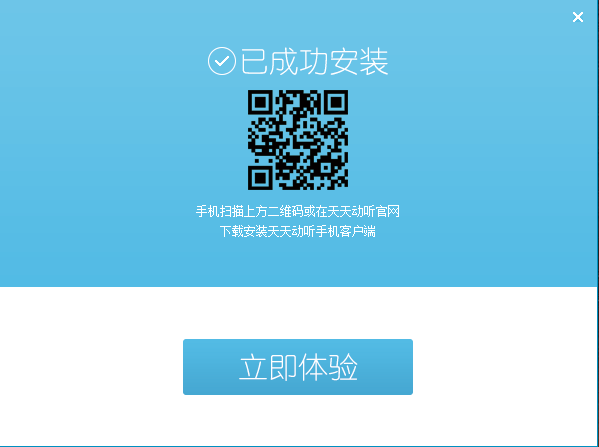 已成功安装
手机扫描上方二维码或在天天动听官网
下载安装天天动听手机客户端
立即体验